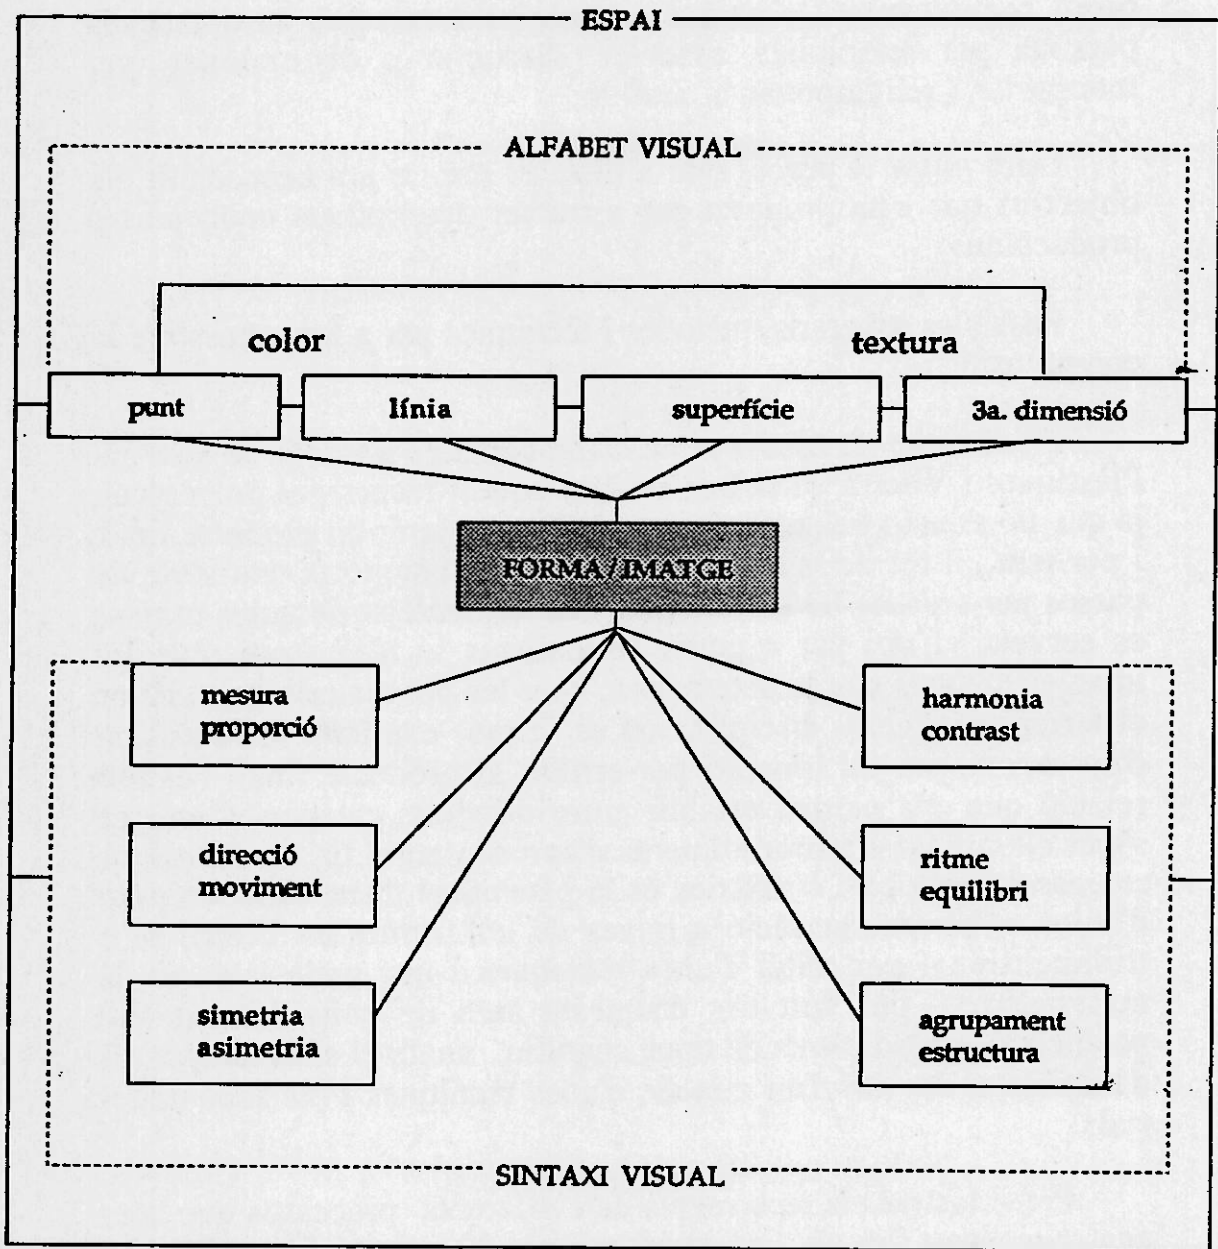 ESPAI
ALFABET VISUAL
color
textura
punt
línia
superfície
3a. dimensió
FORMA / IMATGE
mesura
proporció
harmonia
contrast
direcció
moviment
ritme
equilibri
simetria
asimetria
agrupament
estructura
SINTAXI VISUAL